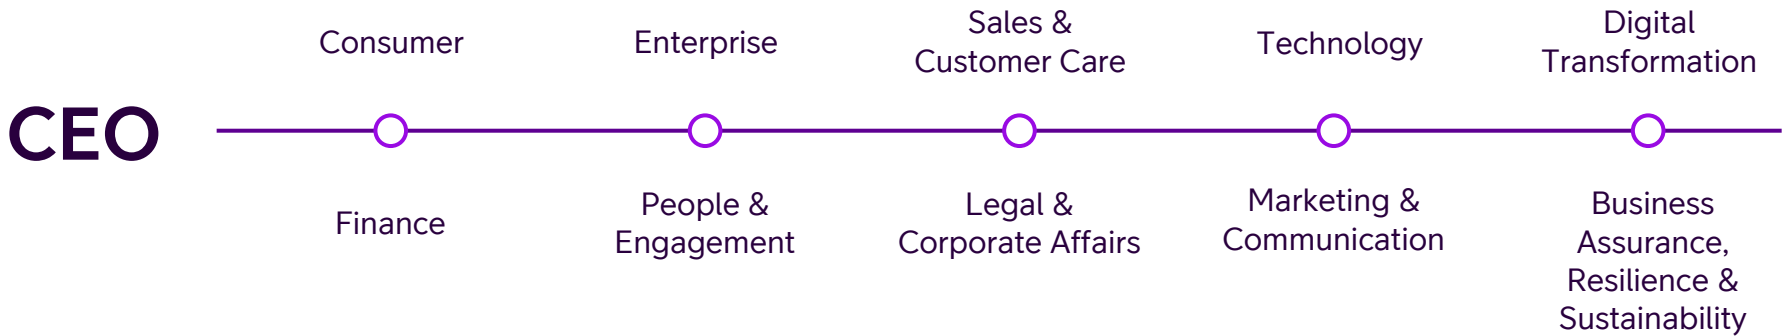 Consumer
Enterprise
Sales &
Customer Care
Technology
Digital
Transformation
CEO
Finance
People &
Engagement
Legal &
Corporate Affairs
Marketing &
Communication
Business
Assurance,
Resilience &
Sustainability